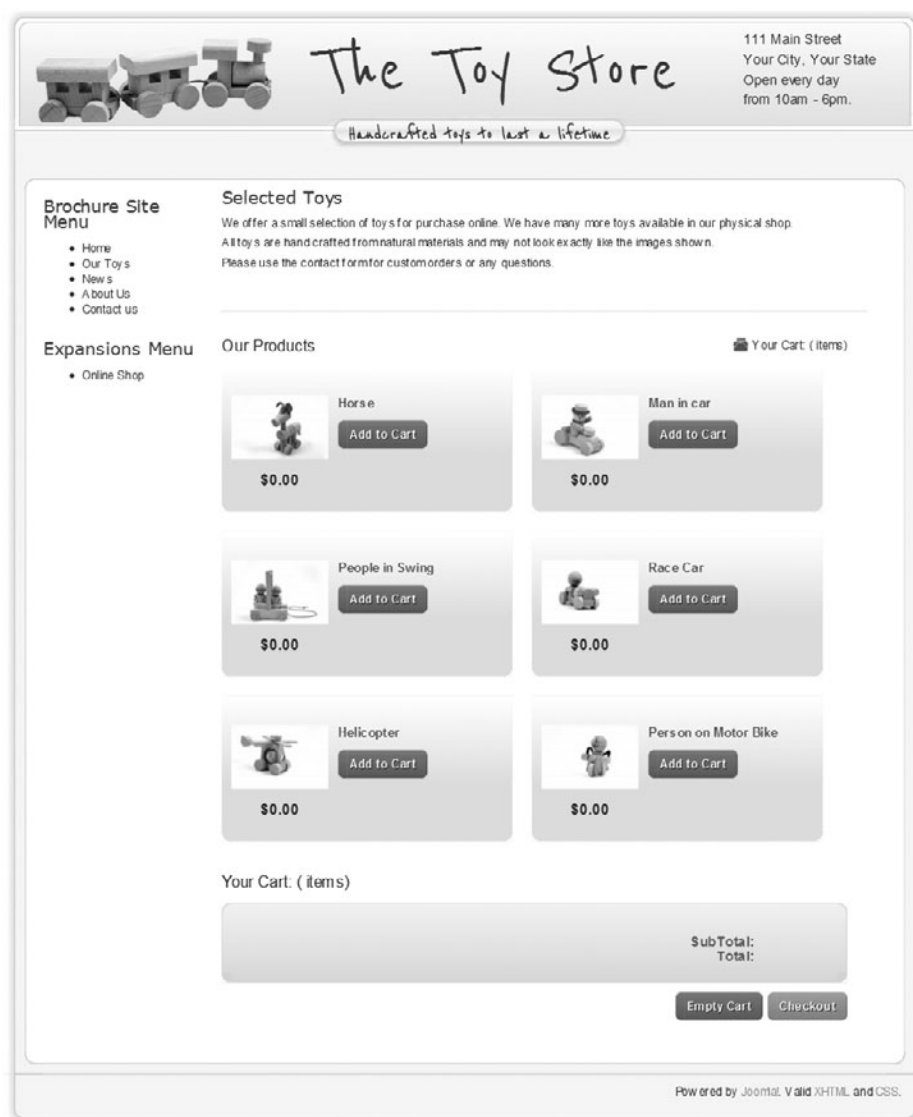 The Toy Store
111 Main Street
Your City, Your State
Open every day
from 10am - 6pm.
Handcrafted toys to last a lifetime
Brochure Site
Menu
Home
Our Toys
News
About Us
Contact us
Expansions Menu
Online Shop
Selected Toys
We offer a small selection of toys for purchase online. We have many more toys available in our physical shop.
All toys are hand crafted from natural materials and may not look exactly like the images shown.
Please use the contact form for custom orders or any questions.
Our Products
Your Cart: ( items)
Horse
Add to Cart
$0.00
Man in car
Add to Cart
$0.00
People in Swing
Add to Cart
$0.00
Race Car
Add to Cart
$0.00
Helicopter
Add to Cart
$0.00
Person on Motor Bike
Add to Cart
$0.00
Your Cart: ( items)
SubTotal:
Total:
Empty Cart
Checkout
Powered by Joomla!. Valid XHTML and CSS.